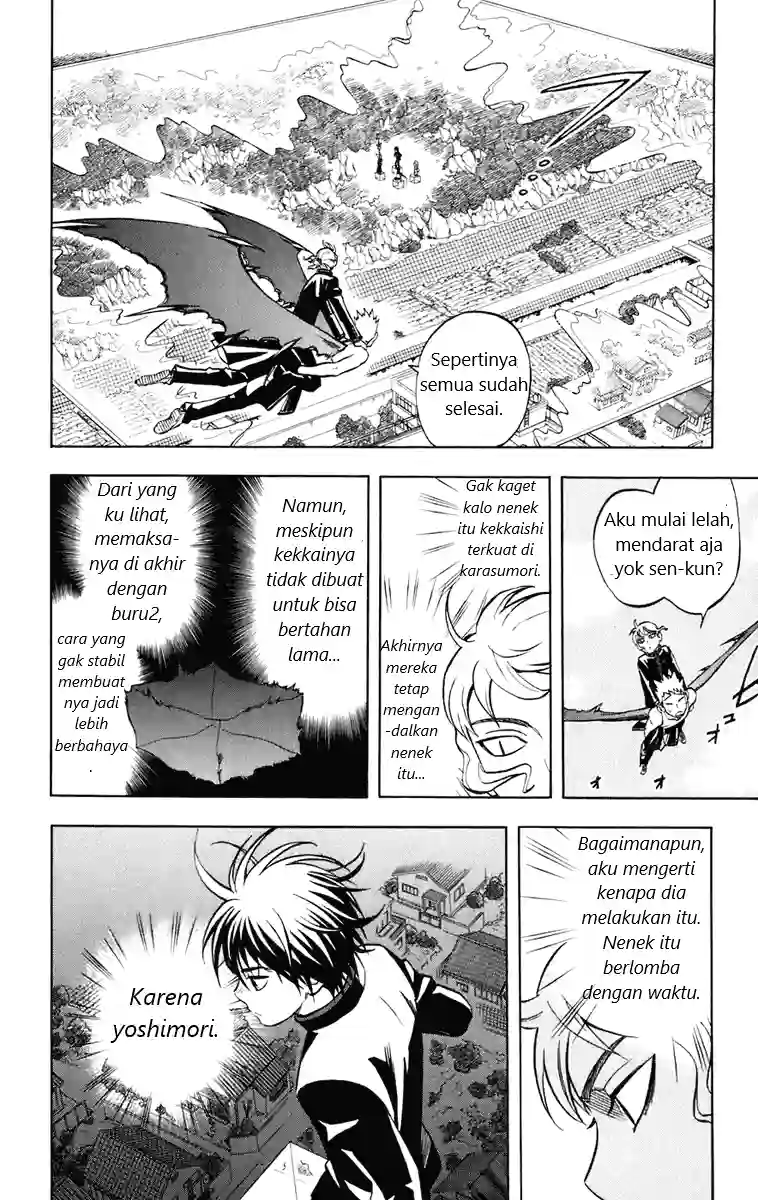 Sepertinya
semua sudah
selesai.
Aku mulai lelah,
mendarat aja
yok sen-kun?
オ
オ
Gak kaget
kalo nenek
itu kekkaishi
terkuat di
karasumori.
Akhirnya
mereka
tetap
mengan
-dalkan
nenek
itu...
Namun,
meskipun
kekkainya
tidak dibuat
untuk bisa
bertahan
lama...
Dari yang
ku lihat,
memaksa-
nya di akhir
dengan
buru2,
cara yang
gak stabil
membuat
nya jadi
lebih
berbahaya
.
Bagaimanapun,
aku mengerti
kenapa dia
melakukan itu.
Nenek itu
berlomba
dengan waktu.
Karena
yoshimori.